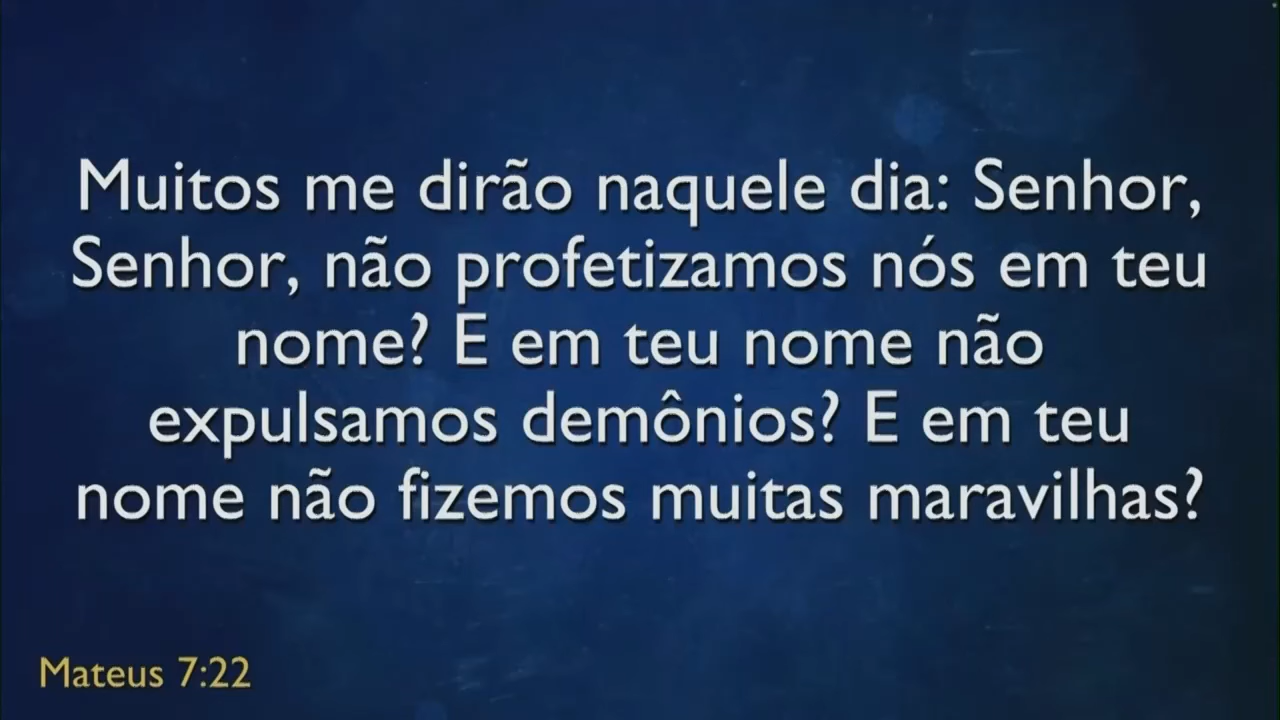 Muitos me dirão naquele dia: Senhor,
Senhor, não profetizamos nós em teu
nome? E em teu nome não
expulsamos demônios? E em teu
nome não fizemos muitas maravilhas?
Mateus 7:22